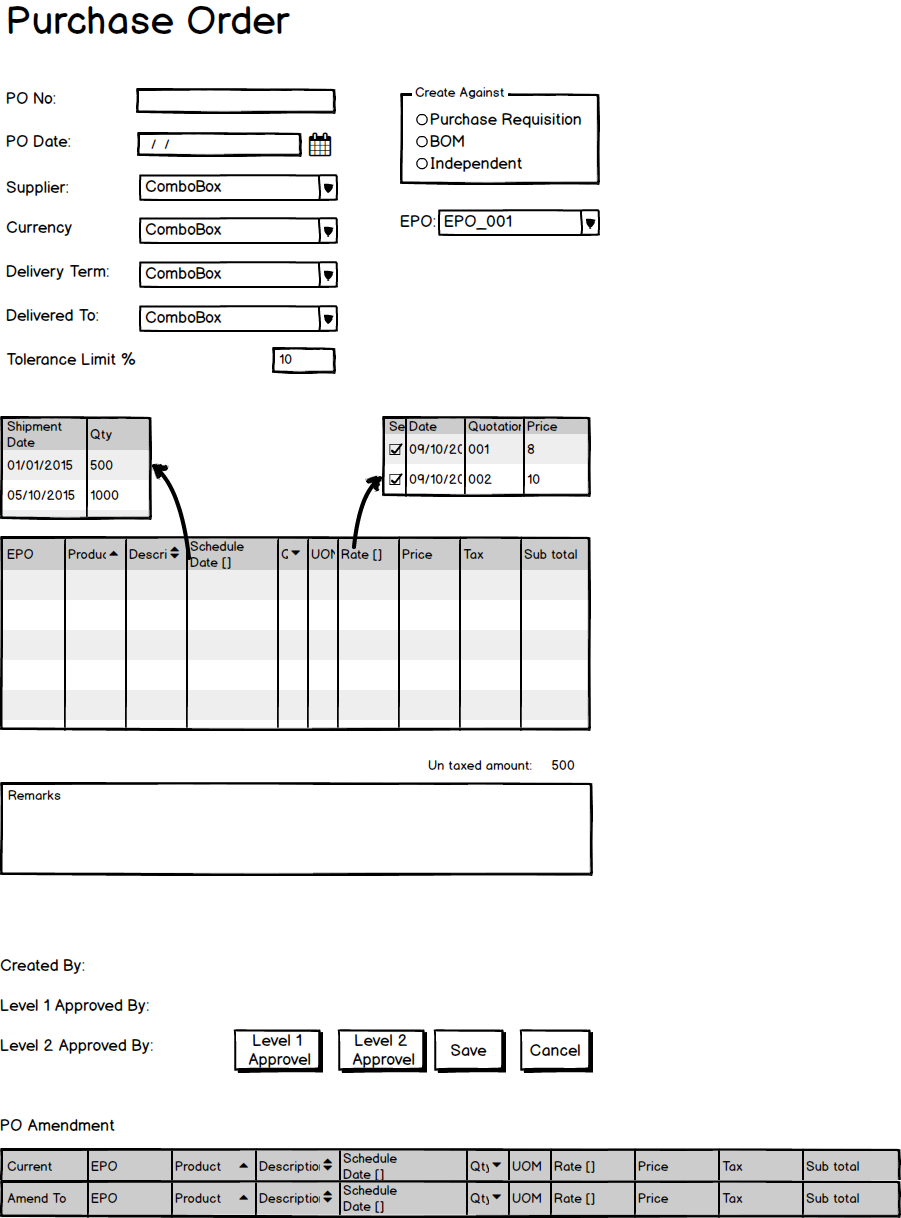 Purchase Order
PO No:
Create Against
Purchase Requisition
BOM
Independent
PO Date:
/ /
Supplier:
ComboBox
EPO:
EPO_001
Currency
ComboBox
Delivery Term:
ComboBox
Delivered To:
ComboBox
Tolerance Limit %
10
Shipment
Date
Qty
01/01/2015
500
05/10/2015
1000
Se
Date
Quotation
Price
09/10/20
001
8
09/10/20
002
10
EPO
Produc
Descri
Schedule
Date []
Q
UOM
Rate []
Price
Tax
Sub total
Un taxed amount:
500
Remarks
Created By:
Level 1 Approved By:
Level 2 Approved By:
Level 1
Approvel
Level 2
Approvel
Save
Cancel
PO Amendment
Current
EPO
Product
Description
Schedule
Date []
Qty
UOM
Rate []
Price
Tax
Sub total
Amend To
EPO
Product
Description
Schedule
Date []
Qty
UOM
Rate []
Price
Tax
Sub total